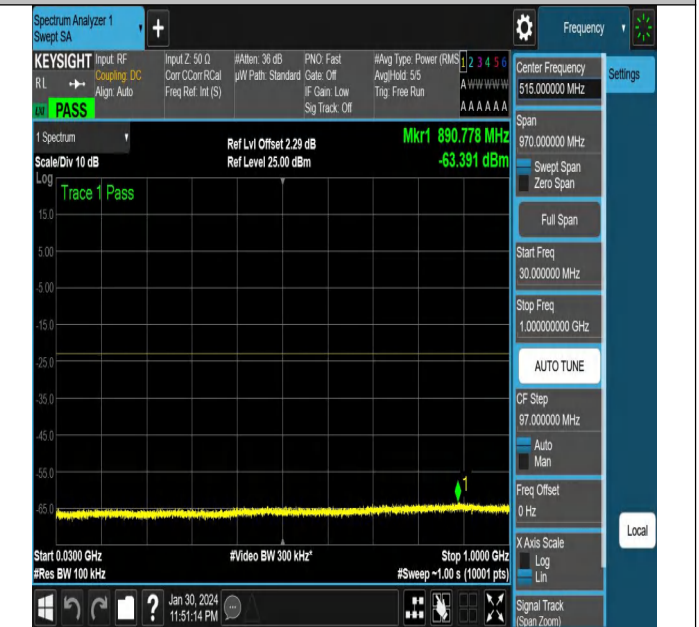 Spectrum Analyzer 1
Swept SA
+
Frequency
KEYSIGHT
RL
Input: RF
Coupling: DC
Align: Auto
Input Z: 50 Ω
Corr CCorr RCal
Freq Ref: Int (S)
#Atten: 36 dB
µW Path: Standard
PNO: Fast
Gate: Off
IF Gain: Low
Sig Track: Off
#Avg Type: Power (RMS
Avg|Hold: 5/5
Trig: Free Run
1 2 3 4 5 6
A W W W W W
A A A A A A
LXI
PASS
1 Spectrum
Scale/Div 10 dB
Ref Lvl Offset 2.29 dB
Ref Level 25.00 dBm
Mkr1 890.778 MHz
-63.391 dBm
Log
Trace 1 Pass
15.0
5.00
-5.00
-15.0
-25.0
-35.0
-45.0
-55.0
-65.0
1
Start 0.0300 GHz
#Res BW 100 kHz
#Video BW 300 kHz*
Stop 1.0000 GHz
#Sweep ~1.00 s (10001 pts)
Center Frequency
515.000000 MHz
Settings
Span
970.000000 MHz
Swept Span
Zero Span
Full Span
Start Freq
30.000000 MHz
Stop Freq
1.000000000 GHz
AUTO TUNE
CF Step
97.000000 MHz
Auto
Man
Freq Offset
0 Hz
X Axis Scale
Log
Lin
Local
Signal Track
(Span Zoom)
?
Jan 30, 2024
11:51:14 PM